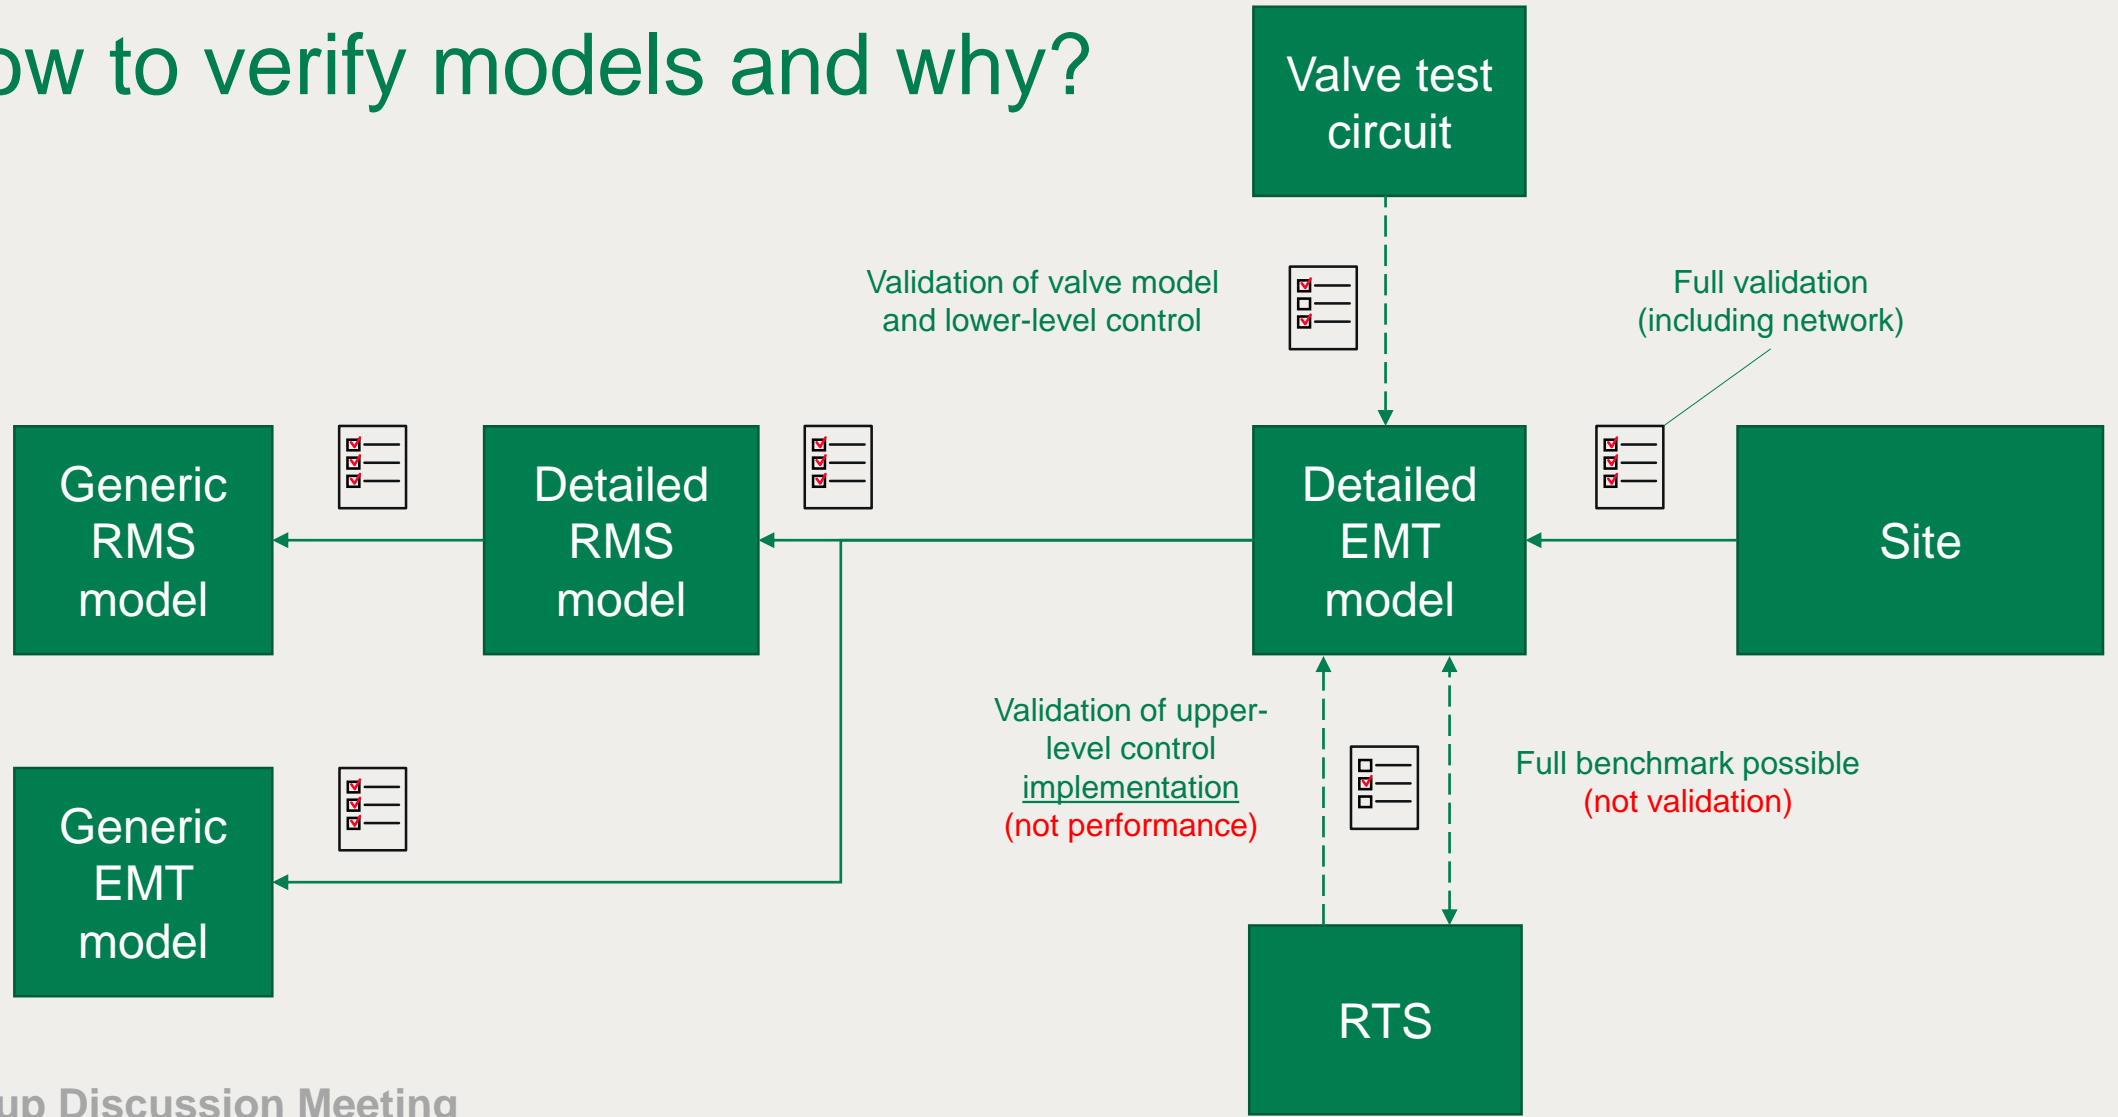 ow to verify models and why?
Valve test
circuit
Validation of valve model
and lower-level control
Full validation
(including network)
Generic
RMS
model
Detailed
RMS
model
Detailed
EMT
model
Site
Validation of upper-
level control
implementation
(not performance)
Full benchmark possible
(not validation)
Generic
EMT
model
RTS
up Discussion Meeting